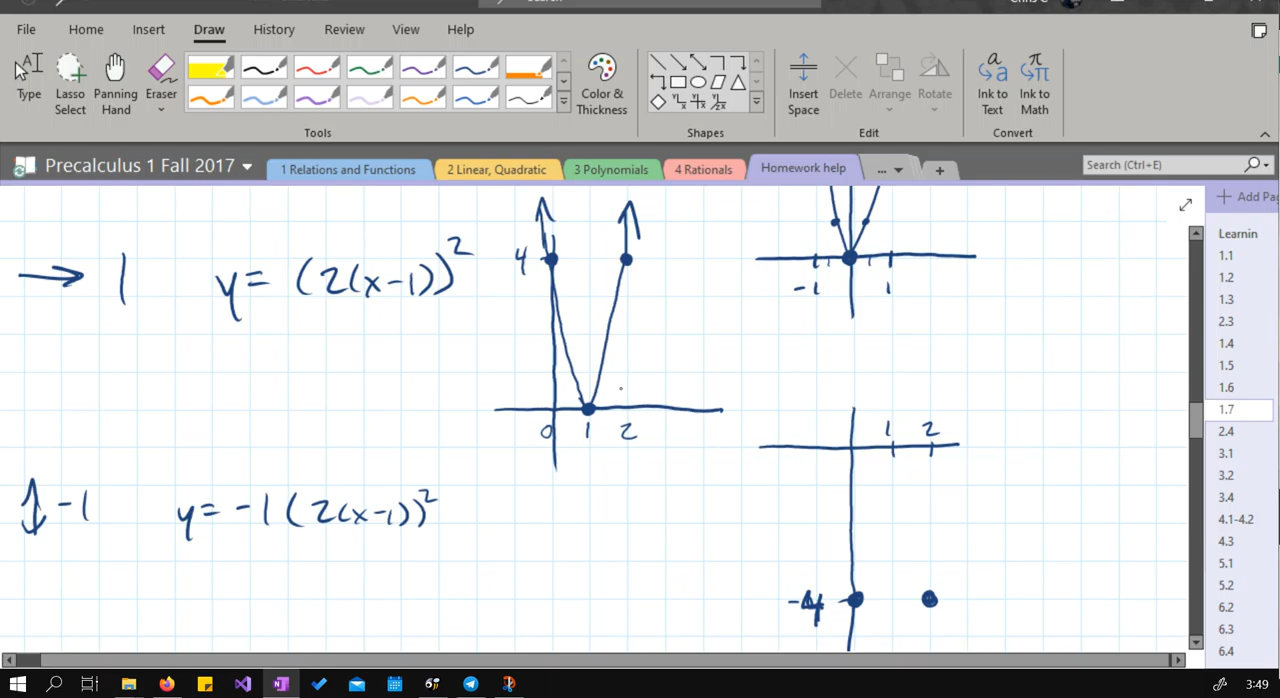 File Home Insert Draw History Review View Help
Type Lasso Select Panning Hand Eraser Color & Thickness Insert Space Delete Arrange Rotate Ink to Text Ink to Math
Tools Shapes Edit Convert
Precalculus 1 Fall 2017 1 Relations and Functions 2 Linear, Quadratic 3 Polynomials 4 Rationals Homework help ... Search (Ctrl+E)
Add Pag
Learnin
1.1
1.2
1.3
2.3
1.4
1.5
1.6
1.7
2.4
3.1
3.2
3.4
4.1-4.2
4.3
5.1
5.2
6.2
6.3
6.4
→ 1 y = (2(x-1))²
4
0 1 2
-1 1
↕ -1 y = -1(2(x-1))²
1 2
-4
3:49